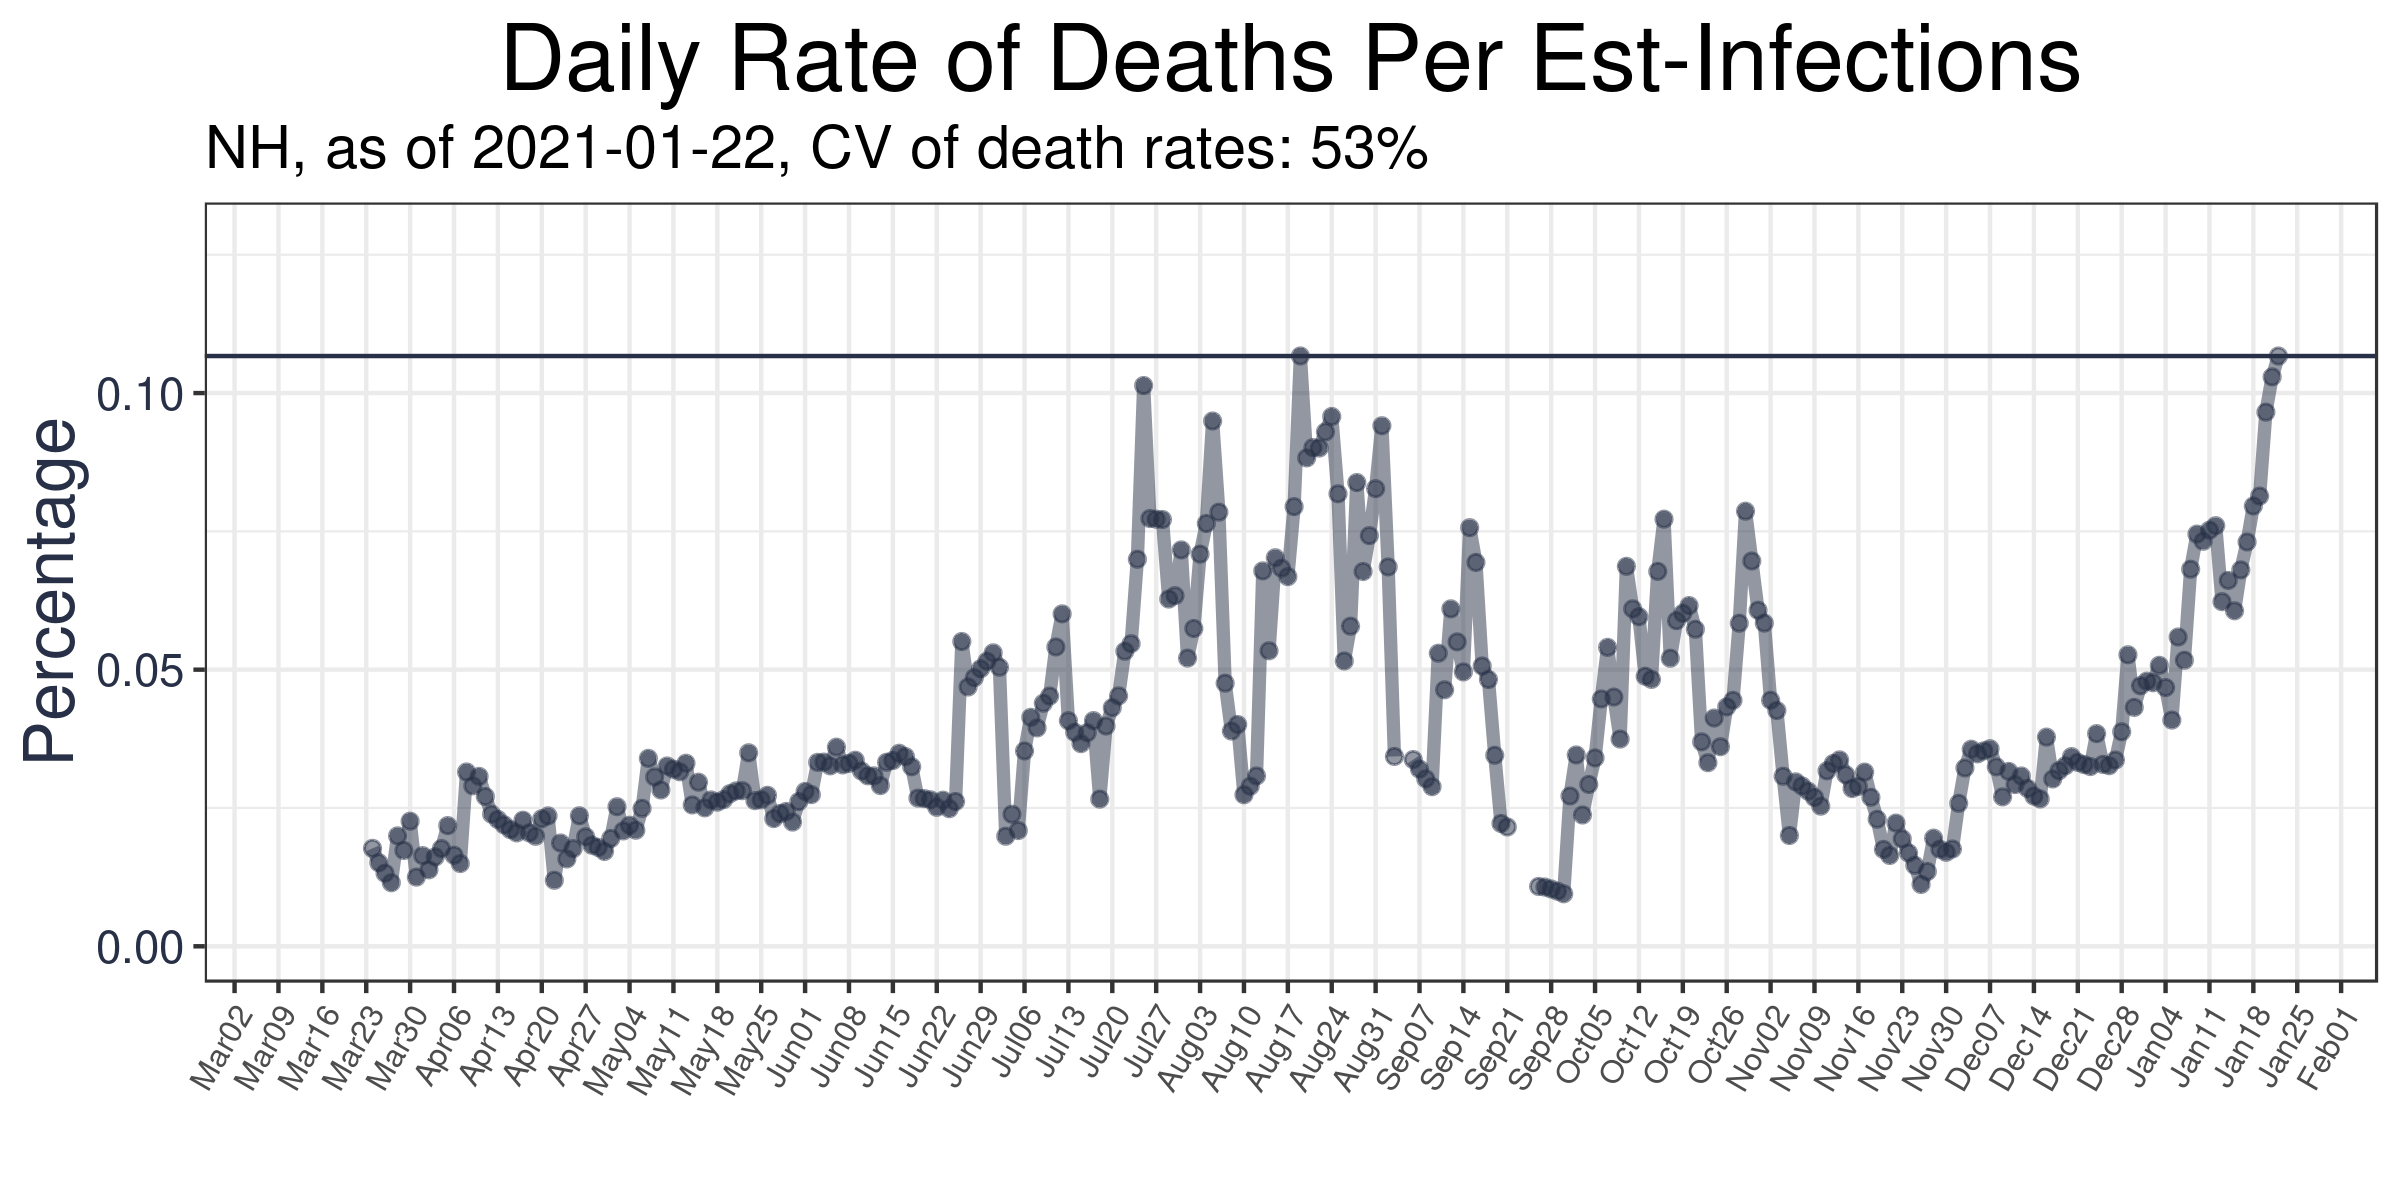 Daily Rate of Deaths Per Est-Infections
NH, as of 2021-01-22, CV of death rates: 53%
Percentage
0.10
0.05
0.00
Mar02 Mar09 Mar16 Mar23 Mar30 Apr06 Apr13 Apr20 Apr27 May04 May11 May18 May25 Jun01 Jun08 Jun15 Jun22 Jun29 Jul06 Jul13 Jul20 Jul27 Aug03 Aug10 Aug17 Aug24 Aug31 Sep07 Sep14 Sep21 Sep28 Oct05 Oct12 Oct19 Oct26 Nov02 Nov09 Nov16 Nov23 Nov30 Dec07 Dec14 Dec21 Dec28 Jan04 Jan11 Jan18 Jan25 Feb01